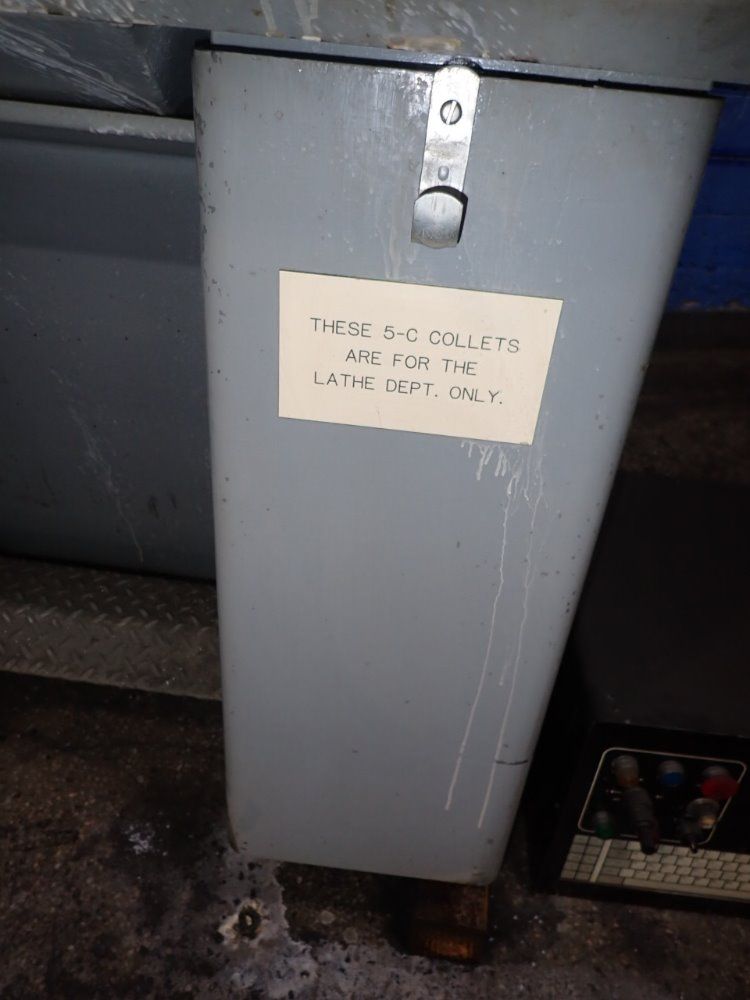 THESE 5-C COLLETS
ARE FOR THE
LATHE DEPT. ONLY.